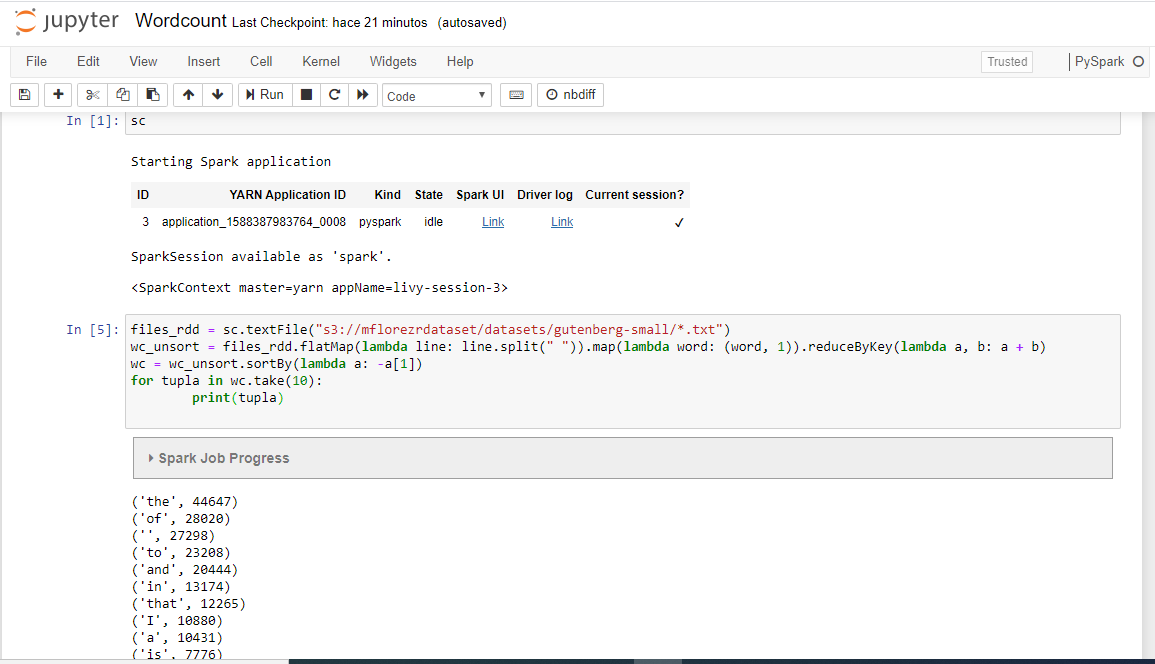 jupyter Wordcount Last Checkpoint: hace 21 minutos (autosaved)
File Edit View Insert Cell Kernel Widgets Help Trusted PySpark
Run Code nbdiff
In [1]: sc
Starting Spark application
ID YARN Application ID Kind State Spark UI Driver log Current session?
3 application_1588387983764_0008 pyspark idle Link Link ✓
SparkSession available as 'spark'.
<SparkContext master=yarn appName=livy-session-3>
In [5]: files_rdd = sc.textFile("s3://mflorezrdataset/datasets/gutenberg-small/*.txt")
wc_unsort = files_rdd.flatMap(lambda line: line.split(" ")).map(lambda word: (word, 1)).reduceByKey(lambda a, b: a + b)
wc = wc_unsort.sortBy(lambda a: -a[1])
for tupla in wc.take(10):
        print(tupla)
Spark Job Progress
('the', 44647)
('of', 28020)
('', 27298)
('to', 23208)
('and', 20444)
('in', 13174)
('that', 12265)
('I', 10880)
('a', 10431)
('is', 7776)